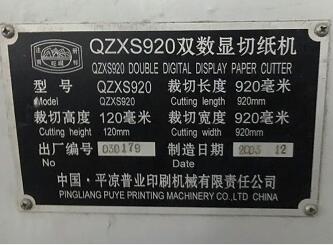 QZXS920双数显切纸机
QZXS920 DOUBLE DIGITAL DISPLAY PAPER CUTTER
型号 QZXS920 裁切长度 920毫米
Model QZXS920 Cutting length 920mm
裁切高度 120毫米 裁切宽度 920毫米
Cutting height 120mm Cutting width 920mm
出厂编号 030179 制造日期 2003 12
No Date
中国·平凉普业印刷机械有限责任公司
PINGLIANG PUYE PRINTING MACHINERY CO LTD CHINA